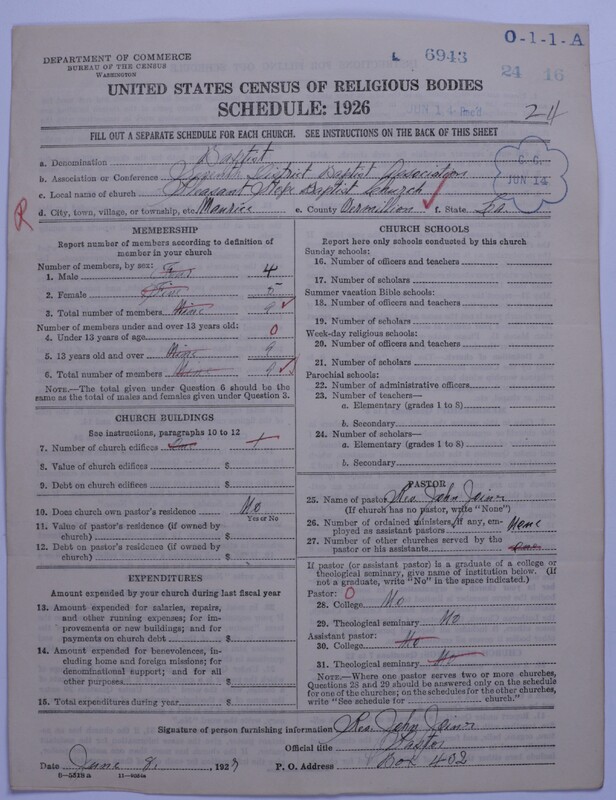 O-1-1-A
DEPARTMENT OF COMMERCE
BUREAU OF THE CENSUS
WASHINGTON
6943
24 16
UNITED STATES CENSUS OF RELIGIOUS BODIES
SCHEDULE: 1926
JUN 14
24
FILL OUT A SEPARATE SCHEDULE FOR EACH CHURCH. SEE INSTRUCTIONS ON THE BACK OF THIS SHEET
a. Denomination Baptist
b. Association or Conference Seventh District Baptist Association
c. Local name of church Pleasant Hope Baptist Church
d. City, town, village, or township, etc. Maurice e. County Vermillion f. State La.
JUN 14
MEMBERSHIP
Report number of members according to definition of member in your church
Number of members, by sex:
1. Male Four 4
2. Female Five 5
3. Total number of members Nine 9
Number of members under and over 13 years old:
4. Under 13 years of age 0
5. 13 years old and over Nine 9
6. Total number of members Nine 9
NOTE.—The total given under Question 6 should be
the same as the total of males and females given under Question 3.
CHURCH BUILDINGS
See instructions, paragraphs 10 to 12
7. Number of church edifices One
8. Value of church edifices $
9. Debt on church edifices $
10. Does church own pastor's residence? No
Yes or No
11. Value of pastor's residence (if owned by
church) $
12. Debt on pastor's residence (if owned by
church) $
EXPENDITURES
Amount expended by your church during last fiscal year
13. Amount expended for salaries, repairs,
and other running expenses; for im-
provements or new buildings; and for
payments on church debt $
14. Amount expended for benevolences, in-
cluding home and foreign missions; for
denominational support; and for all
other purposes $
15. Total expenditures during year $
CHURCH SCHOOLS
Report here only schools conducted by this church
Sunday schools:
16. Number of officers and teachers
17. Number of scholars
Summer vacation Bible schools:
18. Number of officers and teachers
19. Number of scholars
Week-day religious schools:
20. Number of officers and teachers
21. Number of scholars
Parochial schools:
22. Number of administrative officers
23. Number of teachers—
a. Elementary (grades 1 to 8)
b. Secondary
24. Number of scholars—
a. Elementary (grades 1 to 8)
b. Secondary
PASTOR
25. Name of pastor Rev. John
(If church has no pastor, write "None")
26. Number of ordained ministers, if any, em-
ployed as assistant pastors None
27. Number of other churches served by the
pastor or his assistants
If pastor (or assistant pastor) is a graduate of a college or
theological seminary, give name of institution below. (If
not a graduate, write "No" in the space indicated.)
Pastor: 0
28. College No
29. Theological seminary No
Assistant pastor:
30. College No
31. Theological seminary No
NOTE.—Where one pastor serves two or more churches,
Questions 28 and 29 should be answered only on the schedule
for one of the churches; on the schedules for the other churches,
write "See schedule for church."
Signature of person furnishing information Rev. John
Official title Pastor
Date June 8, 1928 P. O. Address Box 402